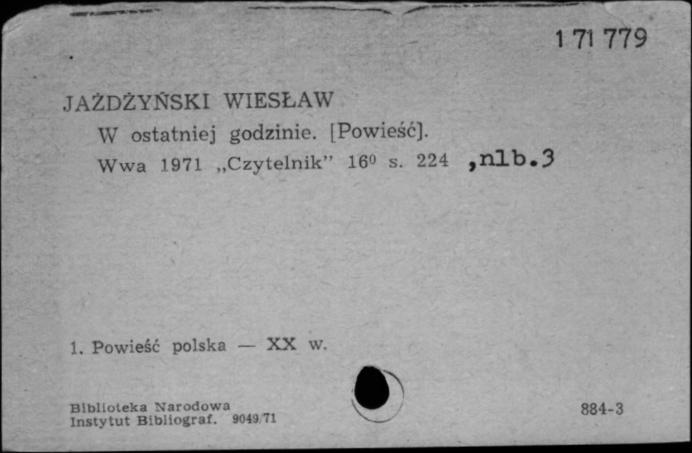 1 71 779
JAŻDŻYŃSKI WIESŁAW
W ostatniej godzinie. [Powieść].
Wwa 1971 „Czytelnik” 16⁰ s. 224 ,nlb.3
1. Powieść polska — XX w.
Biblioteka Narodowa
Instytut Bibliograf. 9049/71
884-3